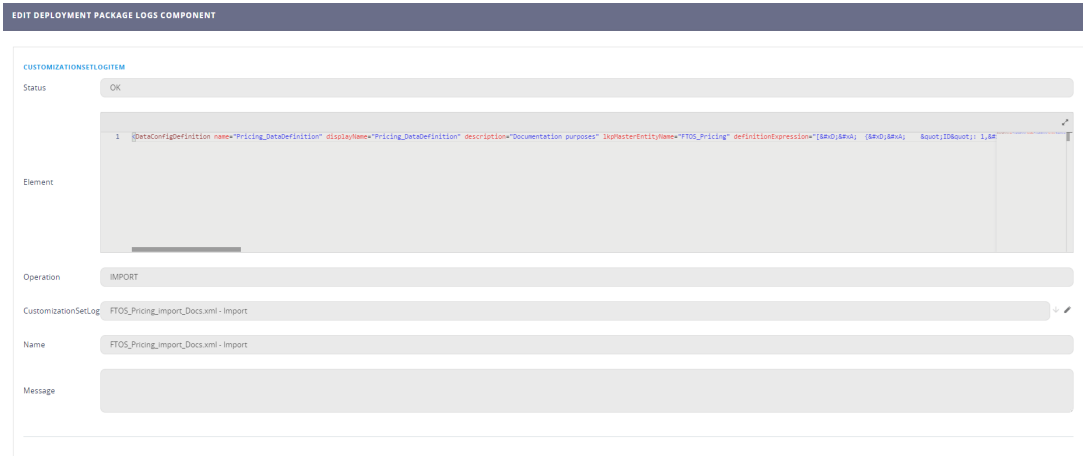 EDIT DEPLOYMENT PACKAGE LOGS COMPONENT
CUSTOMIZATIONSETLOGITEM
Status OK
Element
1 <DataConfigDefinition name="Pricing_DataDefinition" displayName="Pricing_DataDefinition" description="Documentation purposes" lkpMasterEntityName="FTOS_Pricing" definitionExpression="[&#xD;&#xA; {&#xD;&#xA; &quot;ID&quot;: 1,&#
Operation IMPORT
CustomizationSetLog FTOS_Pricing_import_Docs.xml - Import
Name FTOS_Pricing_import_Docs.xml - Import
Message